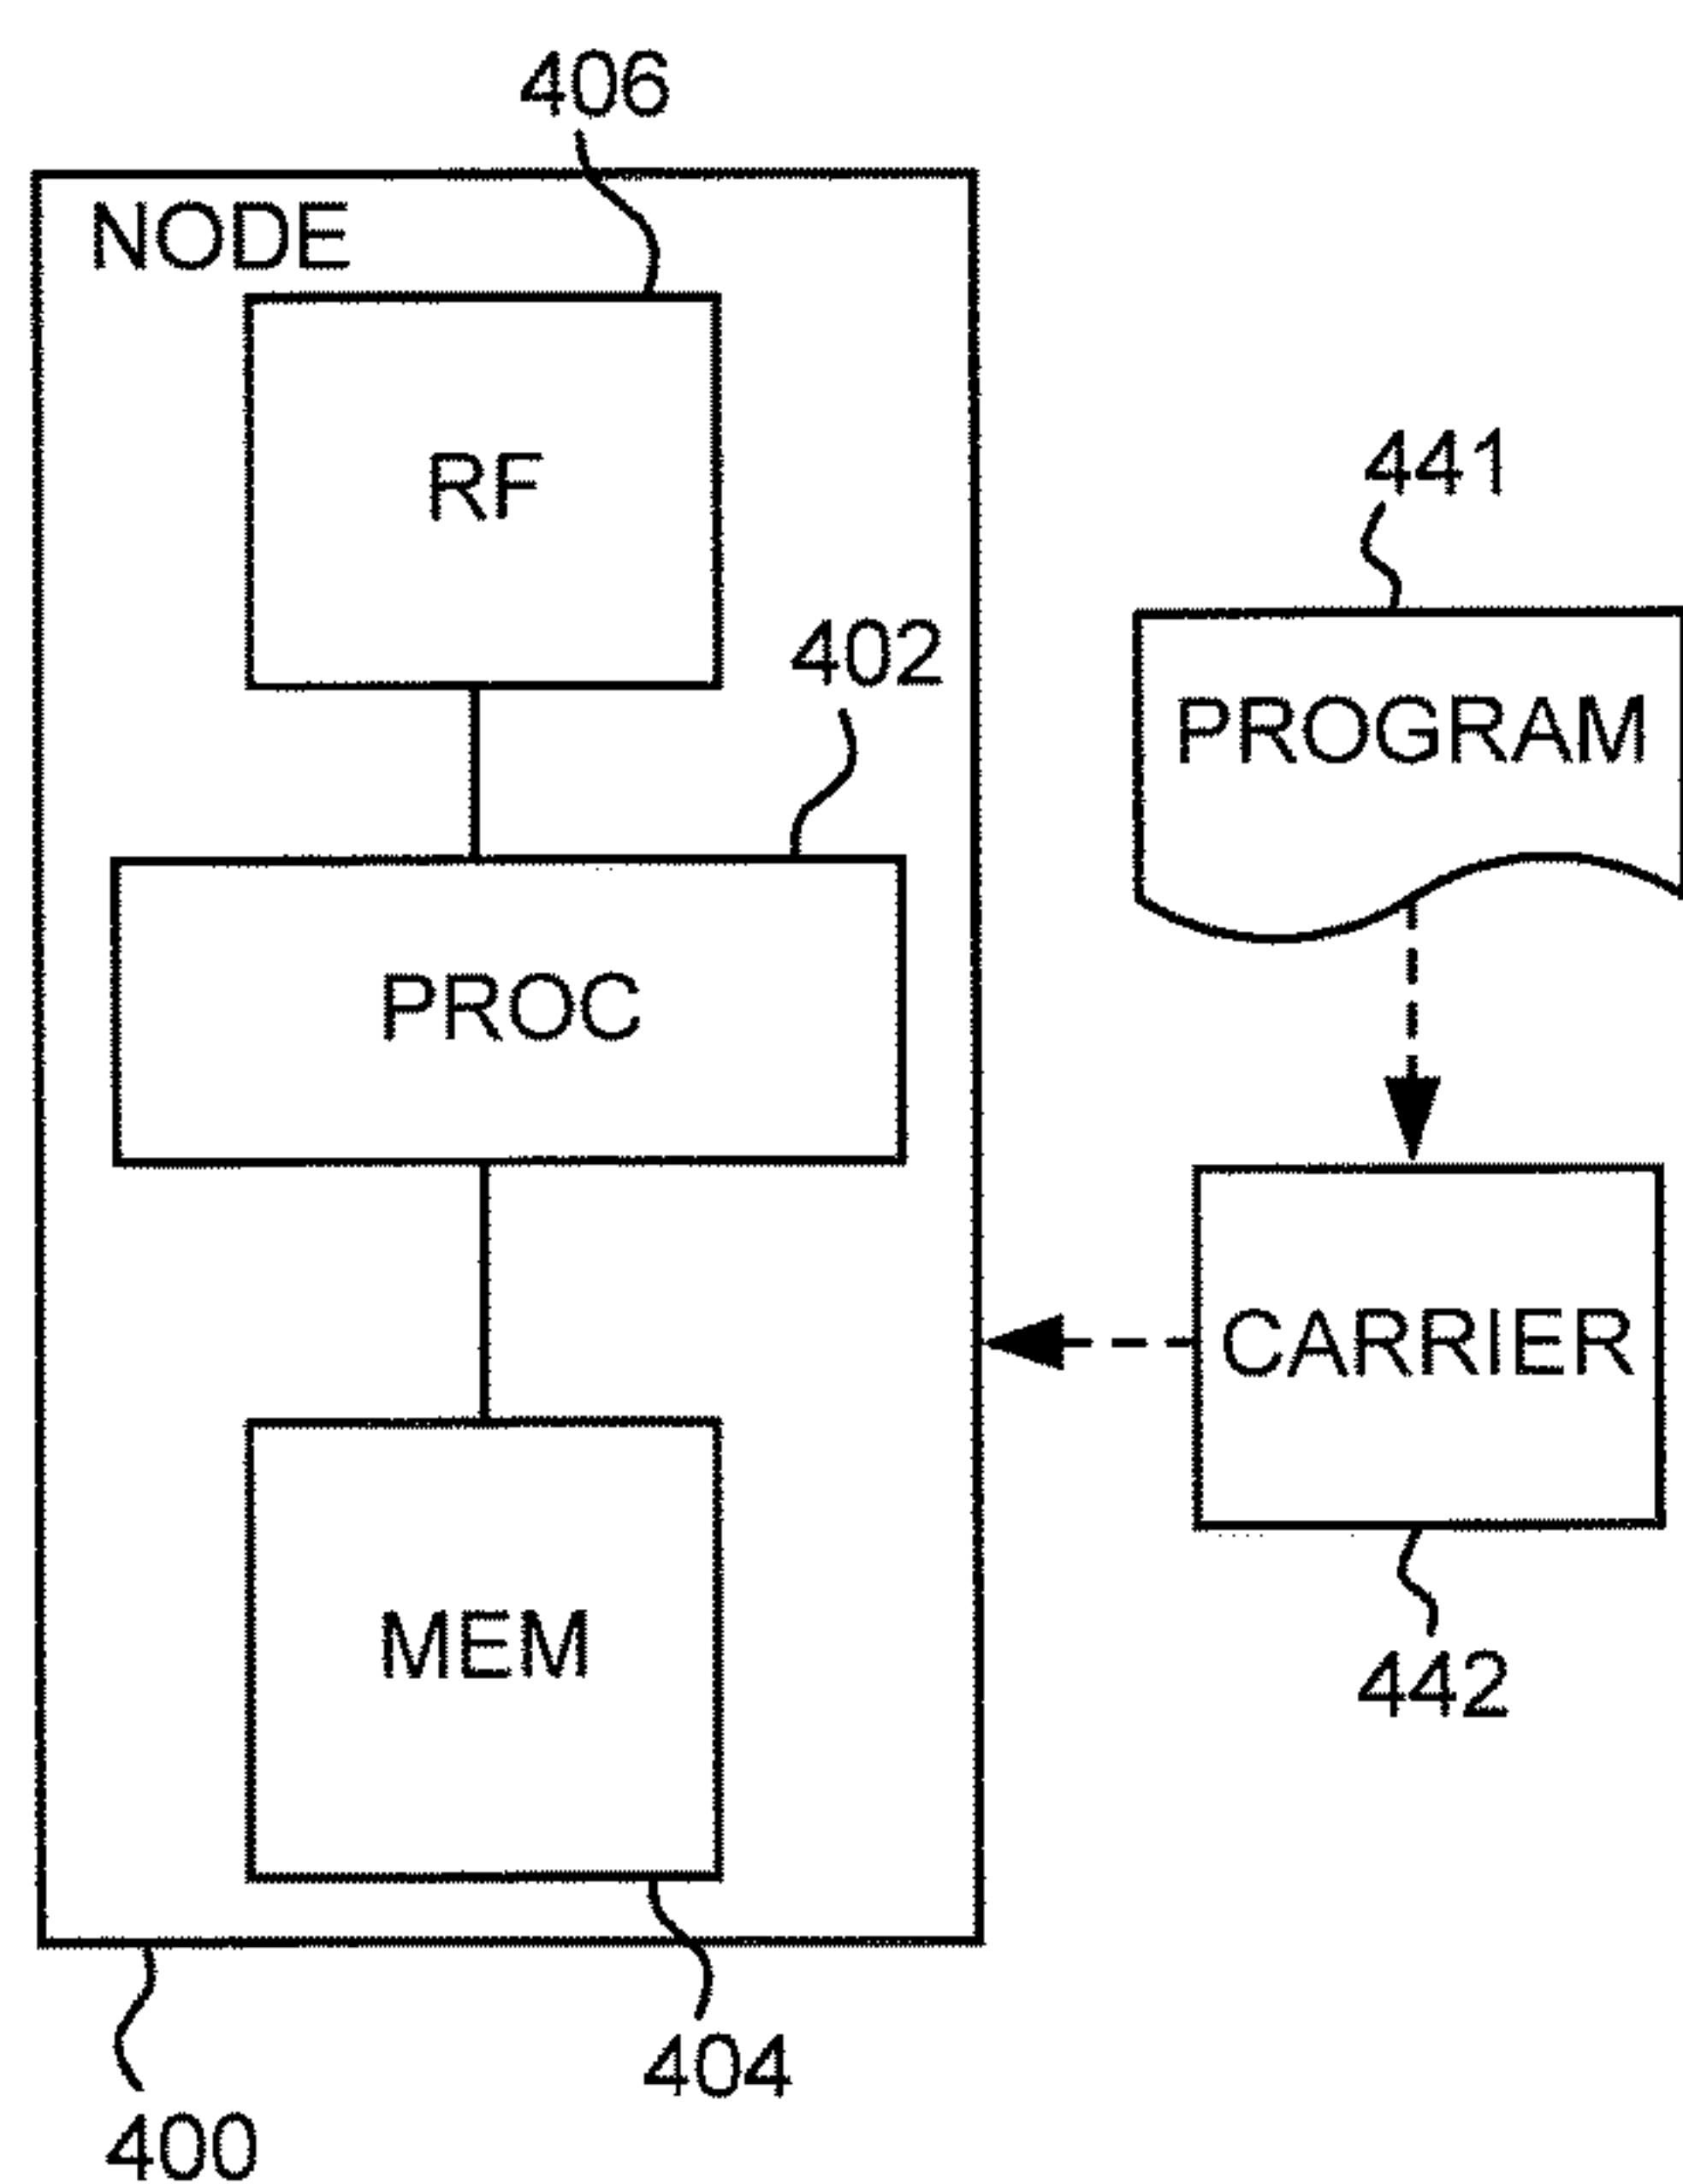 406
NODE
RF
441
402
PROGRAM
PROC
CARRIER
MEM
442
404
400